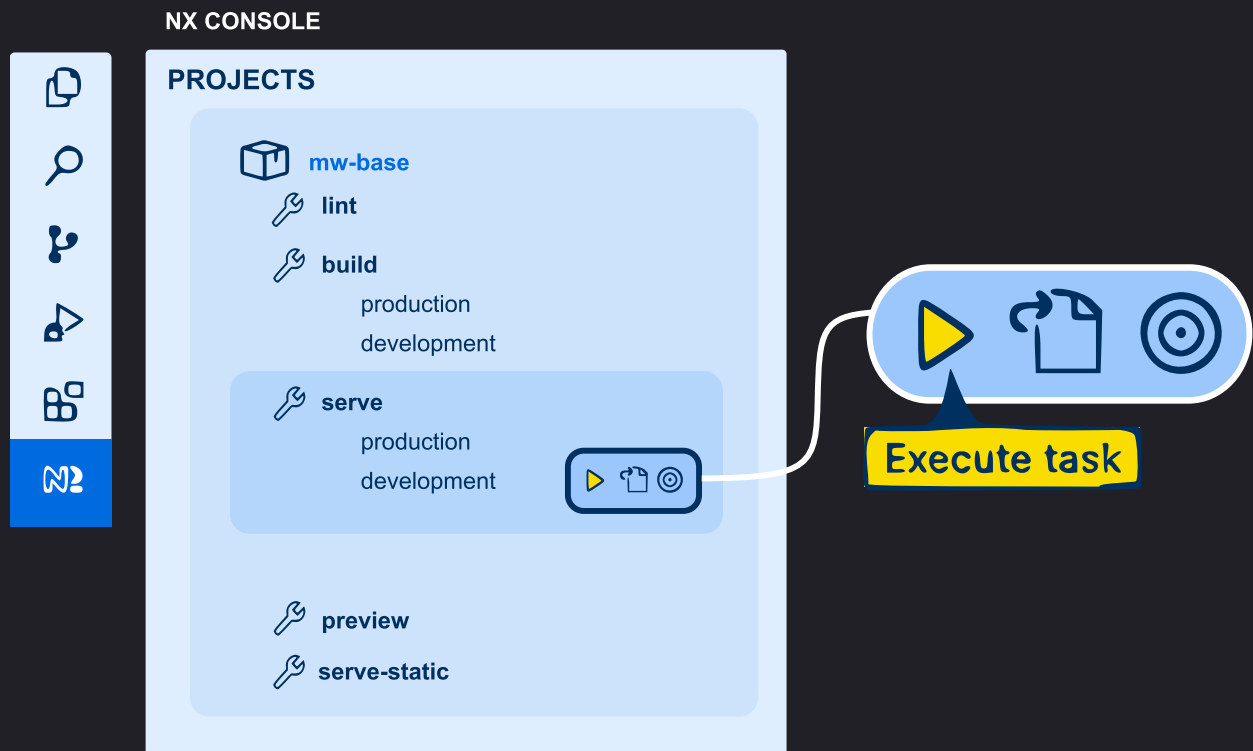 NX CONSOLE
PROJECTS
mw-base
lint
build
production
development
serve
production
development
Execute task
preview
serve-static